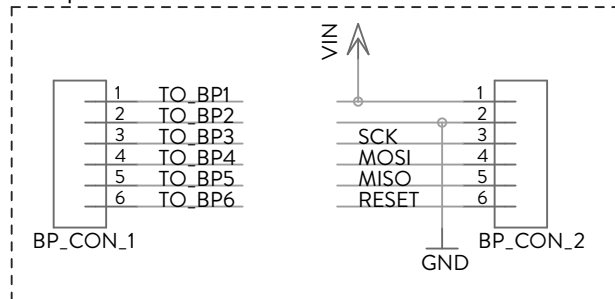 VIN
1 TO_BP1
2 TO_BP2
3 TO_BP3
4 TO_BP4
5 TO_BP5
6 TO_BP6
BP_CON_1
1
2
SCK 3
MOSI 4
MISO 5
RESET 6
BP_CON_2
GND